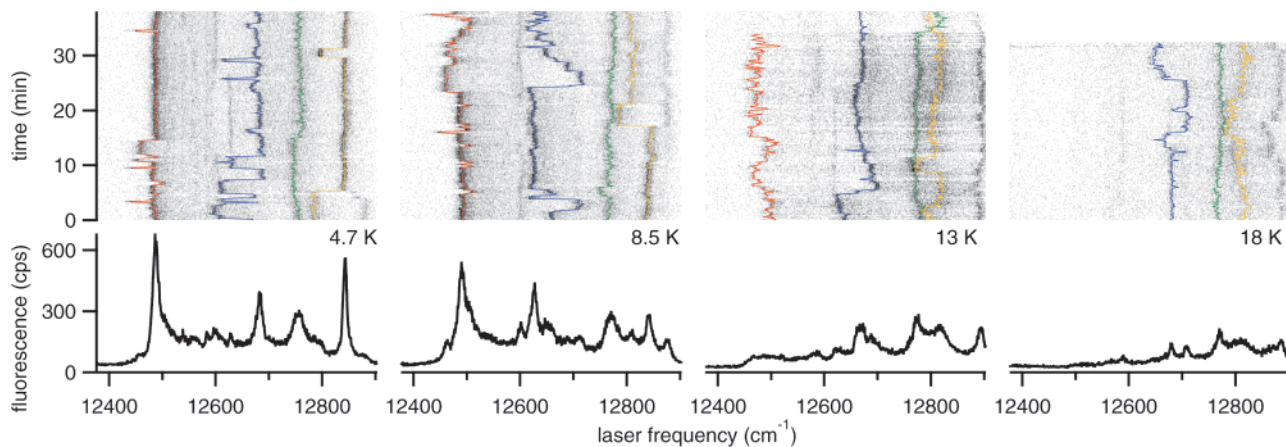 time (min)
30
20
10
0
4.7 K
8.5 K
13 K
18 K
fluorescence (cps)
600
300
0
12400 12600 12800 12400 12600 12800 12400 12600 12800 12400 12600 12800
laser frequency (cm⁻¹)